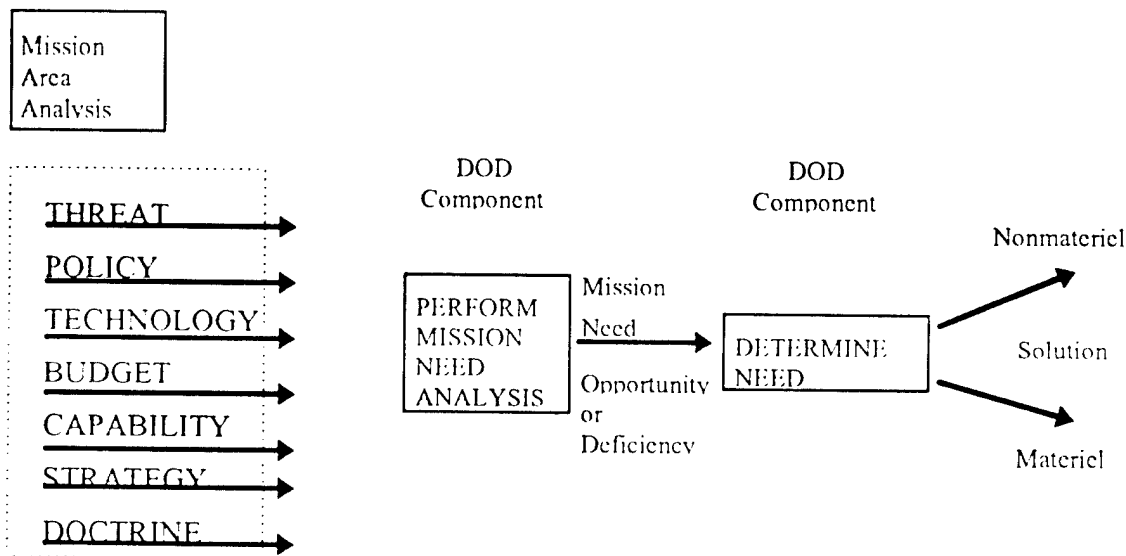 Mission
Area
Analysis
THREAT
POLICY
TECHNOLOGY
BUDGET
CAPABILITY
STRATEGY
DOCTRINE
DOD
Component
PERFORM
MISSION
NEED
ANALYSIS
Mission
Need
Opportunity
or
Deficiency
DOD
Component
DETERMINE
NEED
Nonmateriel
Solution
Materiel